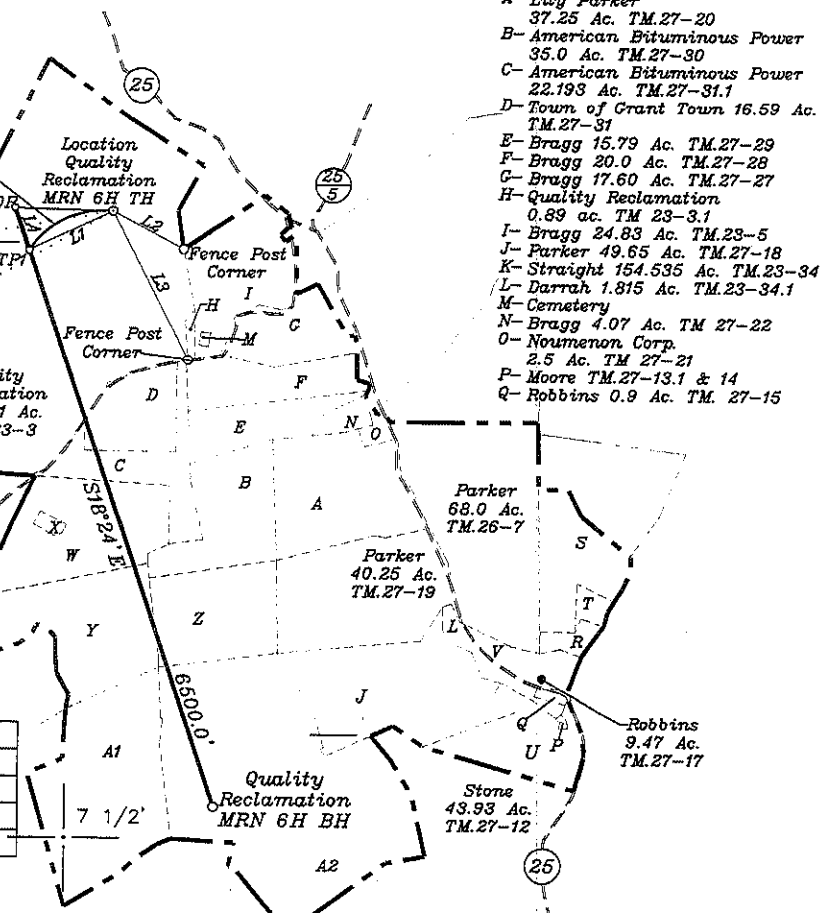 37.25 Ac. TM.27-20
B- American Bituminous Power
35.0 Ac. TM.27-30
C- American Bituminous Power
22.193 Ac. TM.27-31.1
D- Town of Grant Town 16.59 Ac.
TM.27-31
E- Bragg 15.79 Ac. TM.27-29
F- Bragg 20.0 Ac. TM.27-28
G- Bragg 17.60 Ac. TM.27-27
H- Quality Reclamation
0.89 ac. TM 23-3.1
I- Bragg 24.83 Ac. TM.23-5
J- Parker 49.65 Ac. TM.27-18
K- Straight 154.535 Ac. TM.23-34
L- Darrah 1.815 Ac. TM.23-34.1
M- Cemetery
N- Bragg 4.07 Ac. TM 27-22
O- Noumenon Corp.
2.5 Ac. TM 27-21
P- Moore TM.27-13.1 & 14
Q- Robbins 0.9 Ac. TM. 27-15
25
25
5
Location
Quality
Reclamation
MRN 6H TH
L4
L1
L2
L3
Fence Post
Corner
H
I
G
M
Fence Post
Corner
D
F
E
N
O
C
B
A
S18°24' E
X
W
Parker
68.0 Ac.
TM.26-7
S
Parker
40.25 Ac.
TM.27-19
T
L
R
V
Y
Z
6500.0'
J
Q
P
U
Robbins
9.47 Ac.
TM.27-17
A1
Quality
Reclamation
MRN 6H BH
7 1/2'
Stone
43.93 Ac.
TM.27-12
A2
25